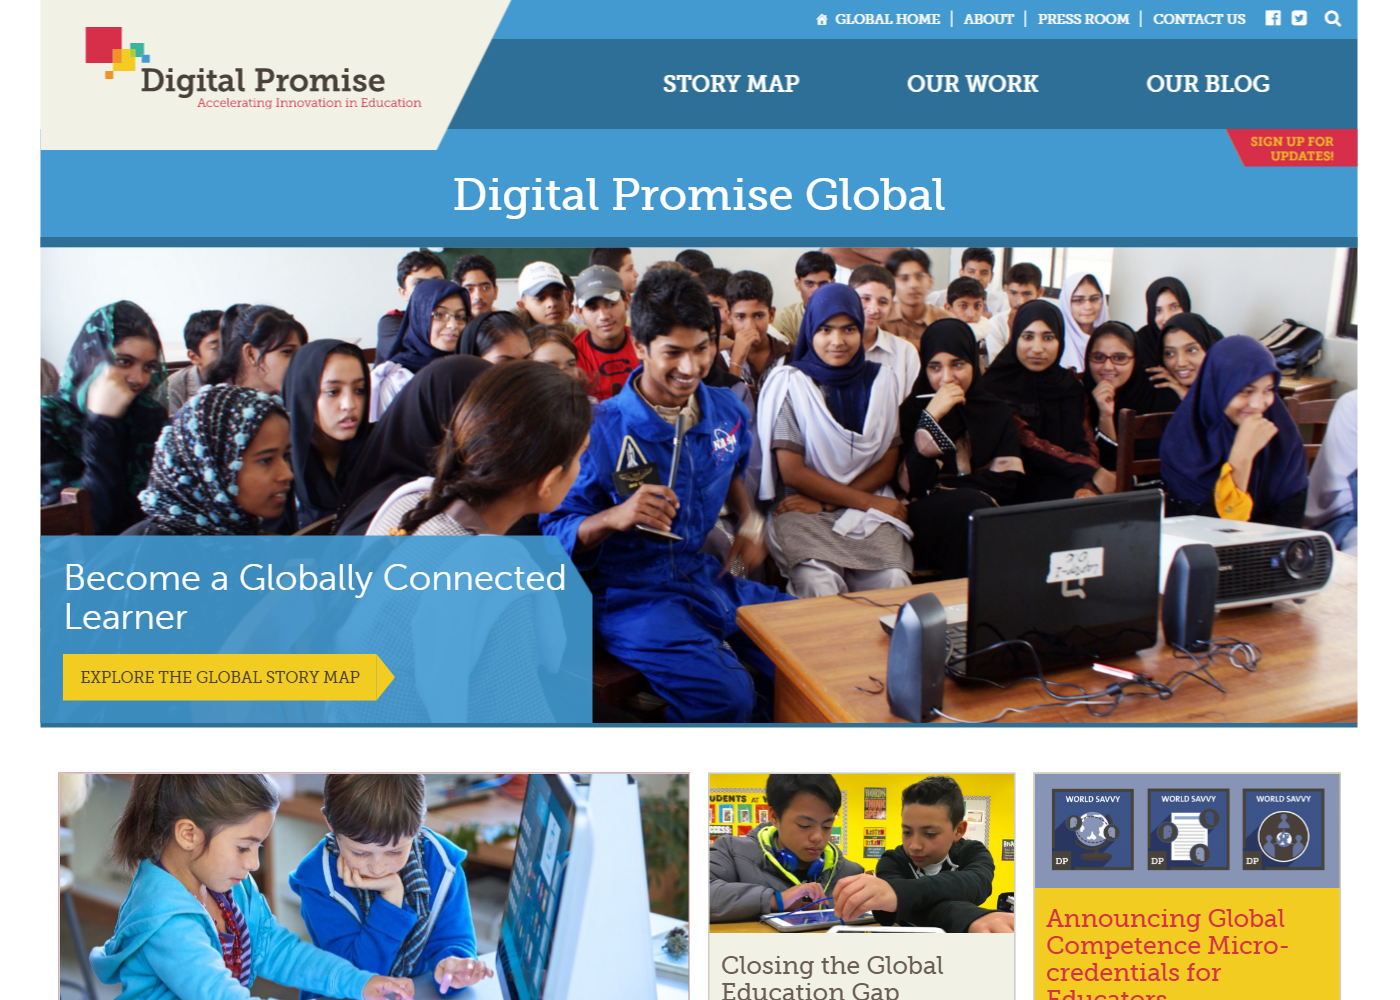 GLOBAL HOME
ABOUT
PRESS ROOM
CONTACT US
Digital Promise
Accelerating Innovation in Education
STORY MAP
OUR WORK
OUR BLOG
SIGN UP FOR
UPDATES!
Digital Promise Global
NASA
Become a Globally Connected
Learner
EXPLORE THE GLOBAL STORY MAP
WORLD SAVVY
WORLD SAVVY
WORLD SAVVY
DP
DP
DP
Closing the Global
Education Gap
Announcing Global
Competence Micro-
credentials for
Educators